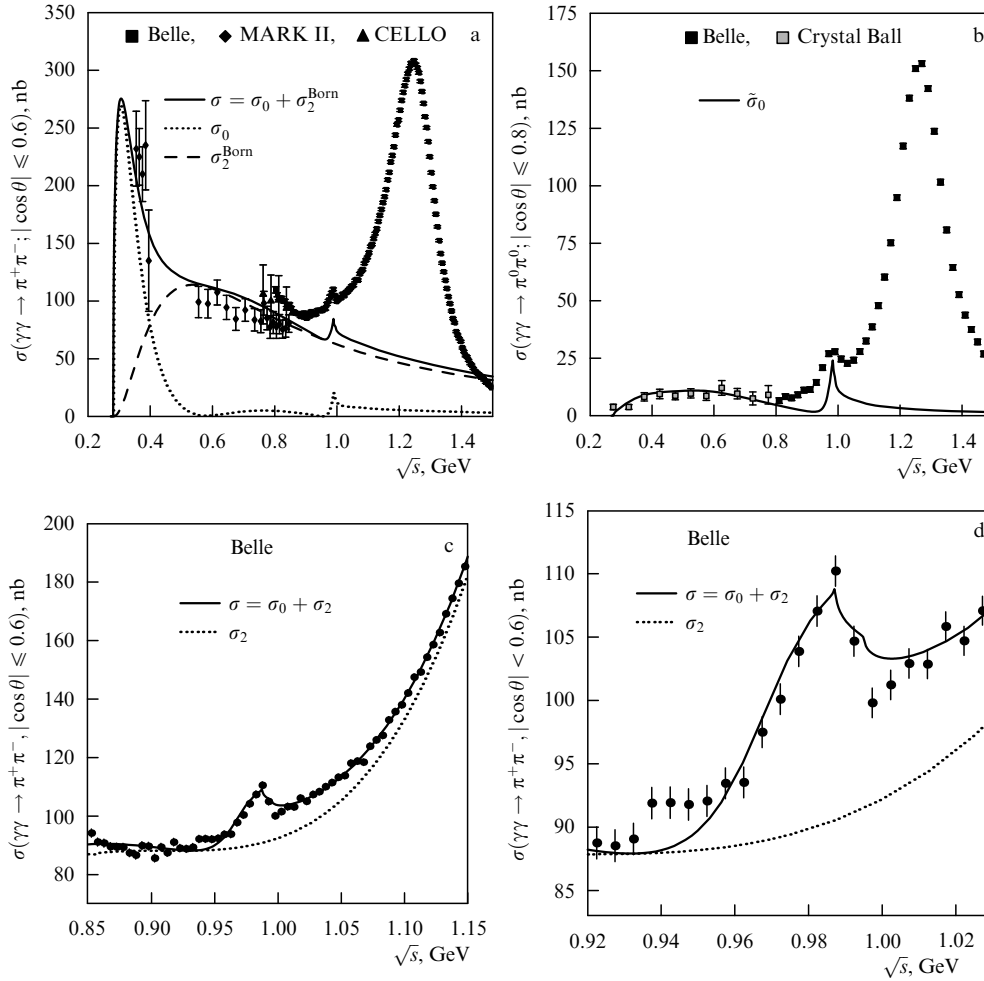 350
300
250
200
150
100
50
0
0.2 0.4 0.6 0.8 1.0 1.2 1.4
√s, GeV
σ(γγ → π⁺π⁻; |cos θ| ⩽ 0.6), nb
Belle, MARK II, CELLO a
σ = σ₀ + σ₂^Born
σ₀
σ₂^Born
175
150
125
100
75
50
25
0
0.2 0.4 0.6 0.8 1.0 1.2 1.4
√s, GeV
σ(γγ → π⁰π⁰; |cos θ| ⩽ 0.8), nb
Belle, Crystal Ball b
σ̃₀
200
180
160
140
120
100
80
0.85 0.90 0.95 1.00 1.05 1.10 1.15
√s, GeV
σ(γγ → π⁺π⁻, |cos θ| ⩽ 0.6), nb
Belle c
σ = σ₀ + σ₂
σ₂
115
110
105
100
95
90
85
0.92 0.94 0.96 0.98 1.00 1.02
√s, GeV
σ(γγ → π⁺π⁻, |cos θ| < 0.6), nb
Belle d
σ = σ₀ + σ₂
σ₂